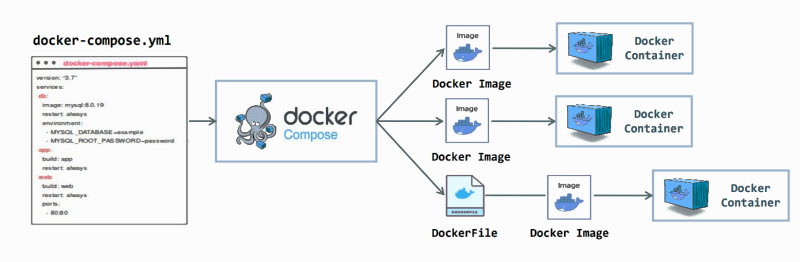 docker-compose.yml
docker-compose.yaml
version: "3.7"
services:
db:
image: mysql:8.0.19
restart: always
environment:
- MYSQL_DATABASE=example
- MYSQL_ROOT_PASSWORD=password
app:
build: app
restart: always
web:
build: web
restart: always
ports:
- 80:80
docker
Compose
Image
Docker Image
Docker
Container
Image
Docker Image
Docker
Container
DOCKERFILE
DockerFile
Image
Docker Image
Docker
Container